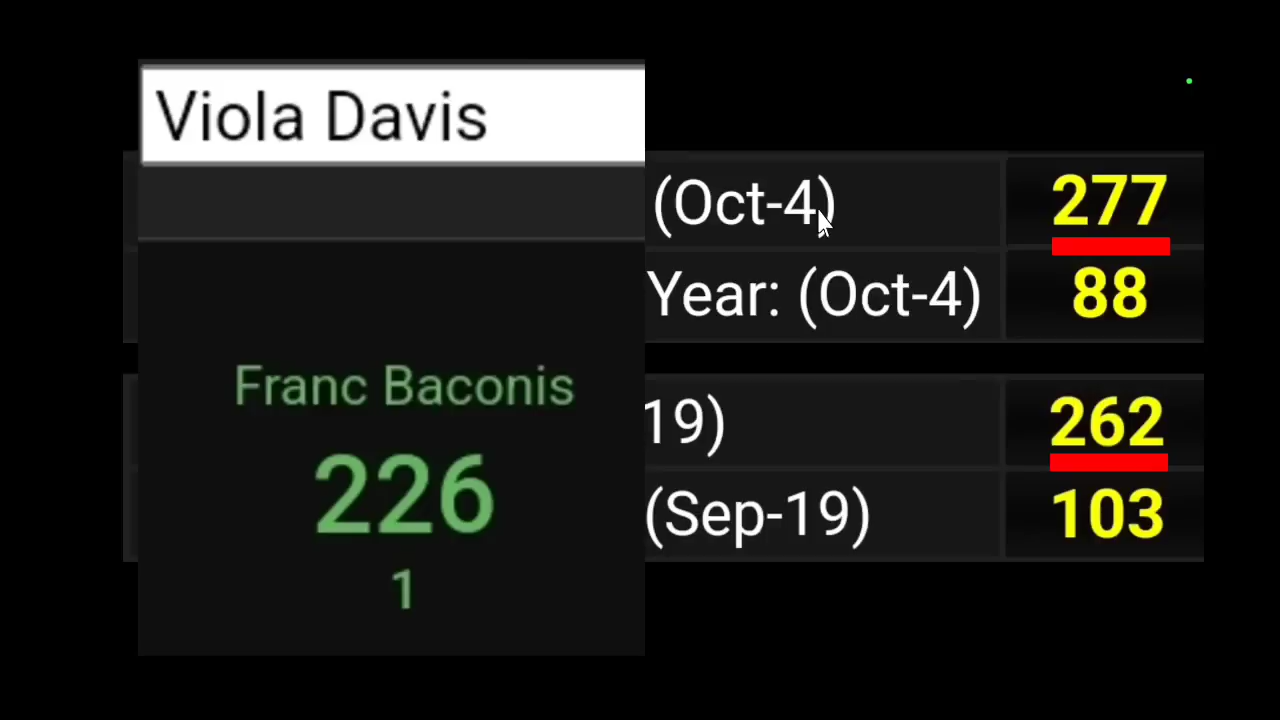 Viola Davis
(Oct-4) 277
Year: (Oct-4) 88
Franc Baconis
226
1
19) 262
(Sep-19) 103